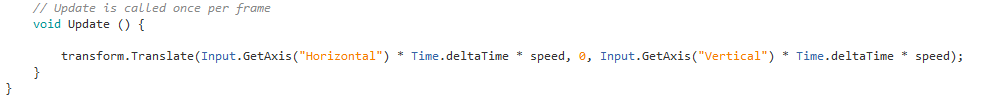 // Update is called once per frame
void Update () {
transform.Translate(Input.GetAxis("Horizontal") * Time.deltaTime * speed, 0, Input.GetAxis("Vertical") * Time.deltaTime * speed);
}
}